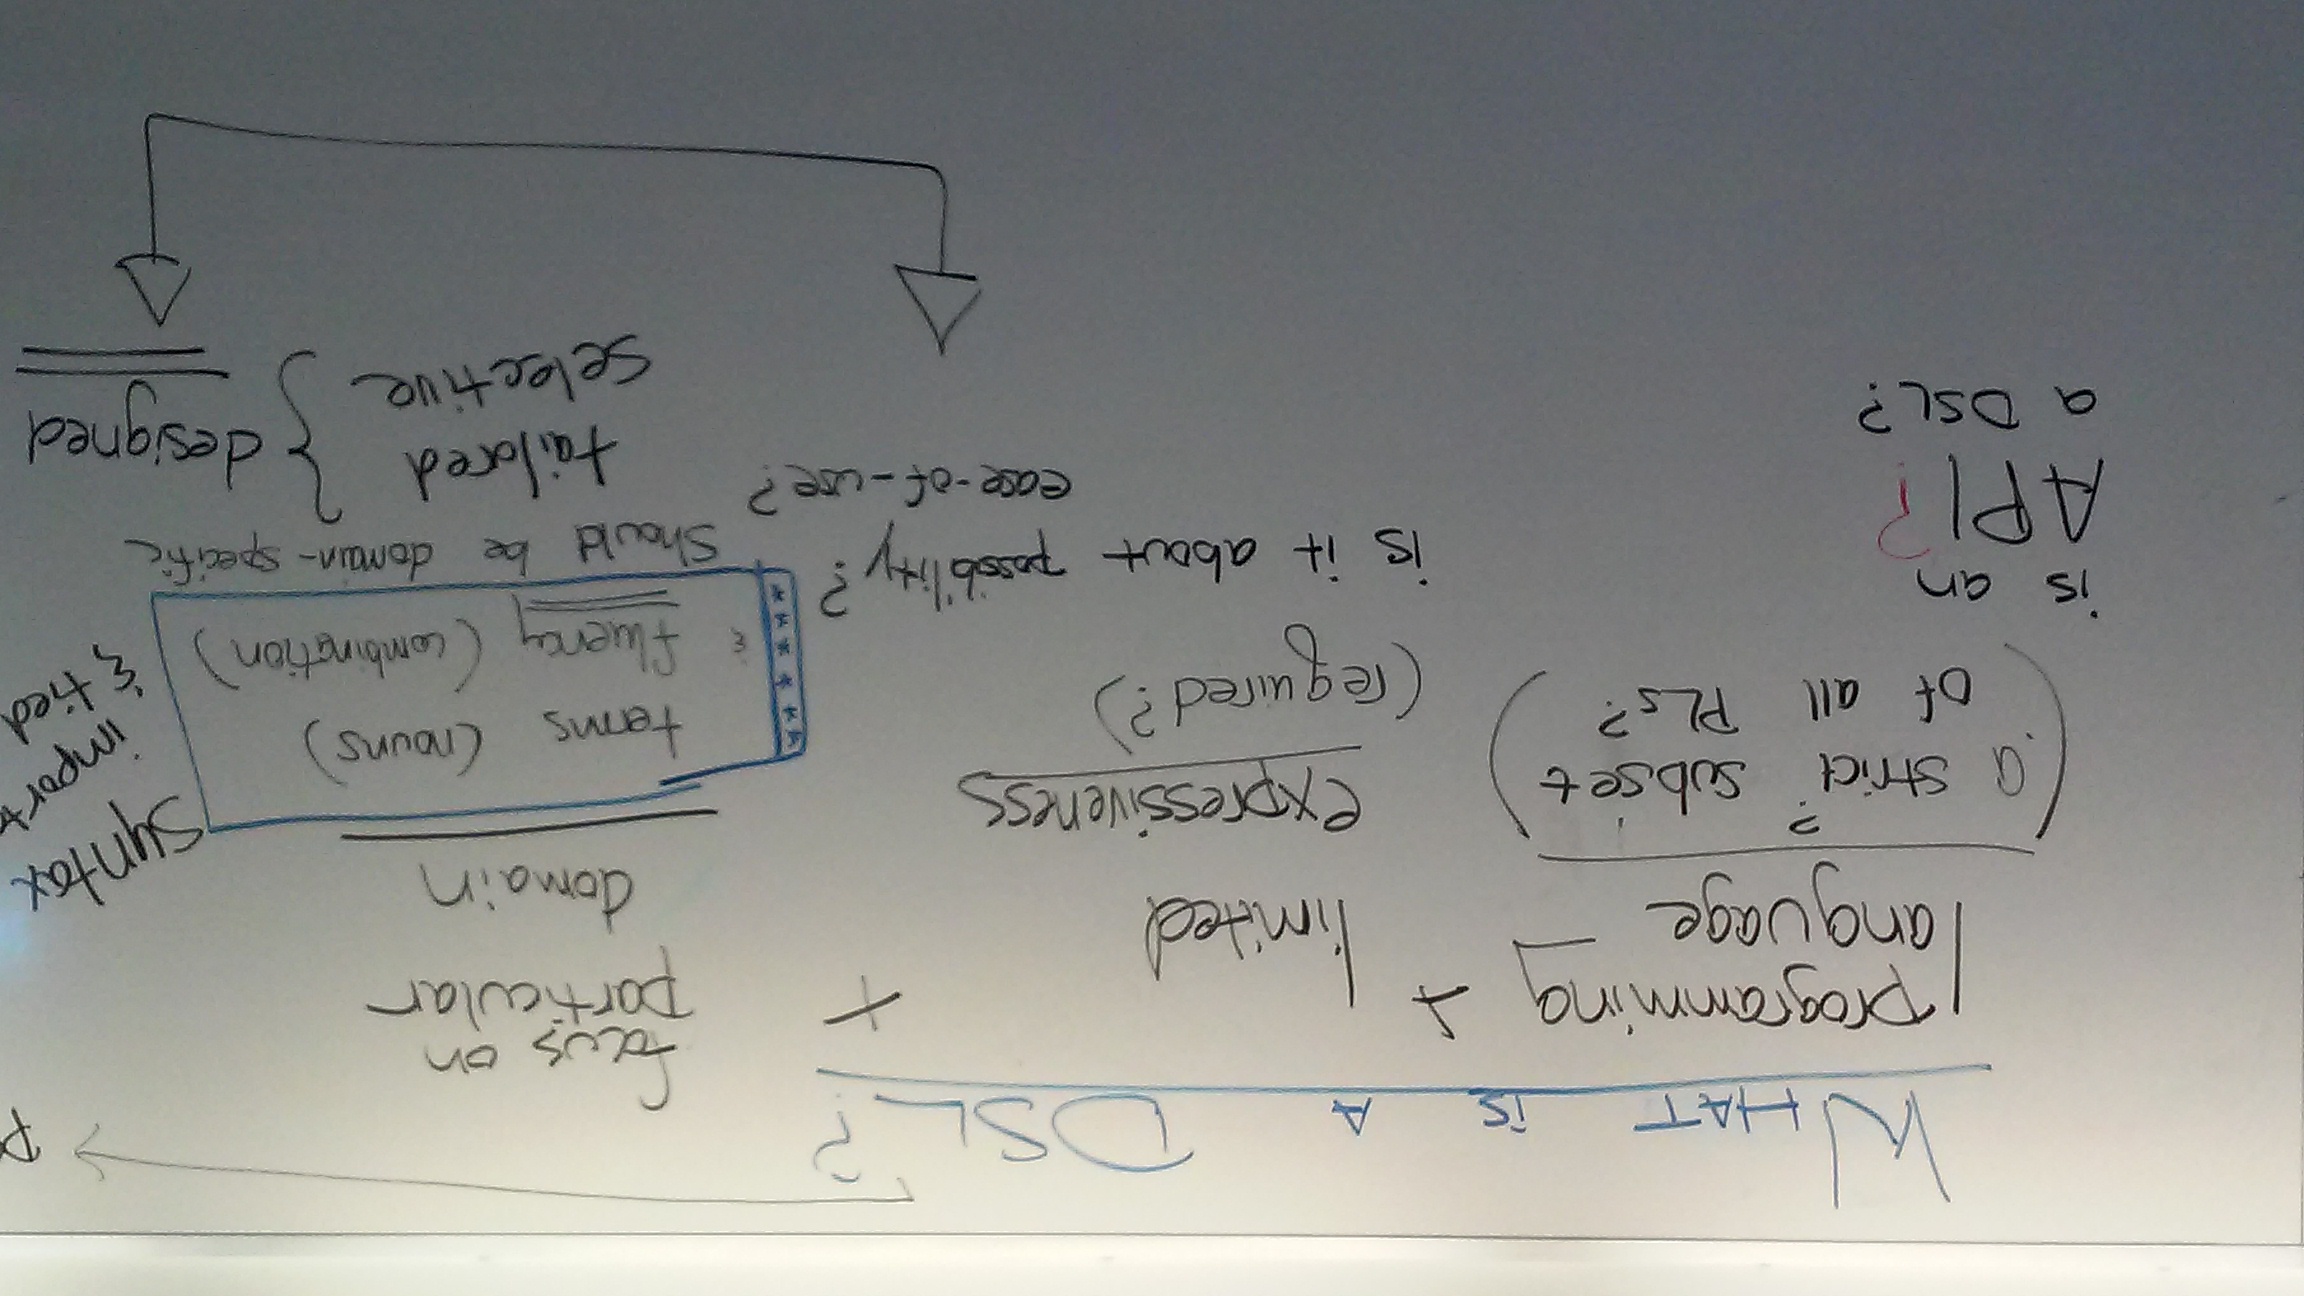 WHAT is A DSL?
programming
language
+
limited
expressiveness
(required?)
+
focus on
particular
domain
(a strict? subset
of all PLs?)
is an
API?
a DSL?
is it about possibility?
ease-of-use?
terms (nouns)
& fluency (combination)
should be domain-specific
syntax
& tied
tailored
selective
} designed